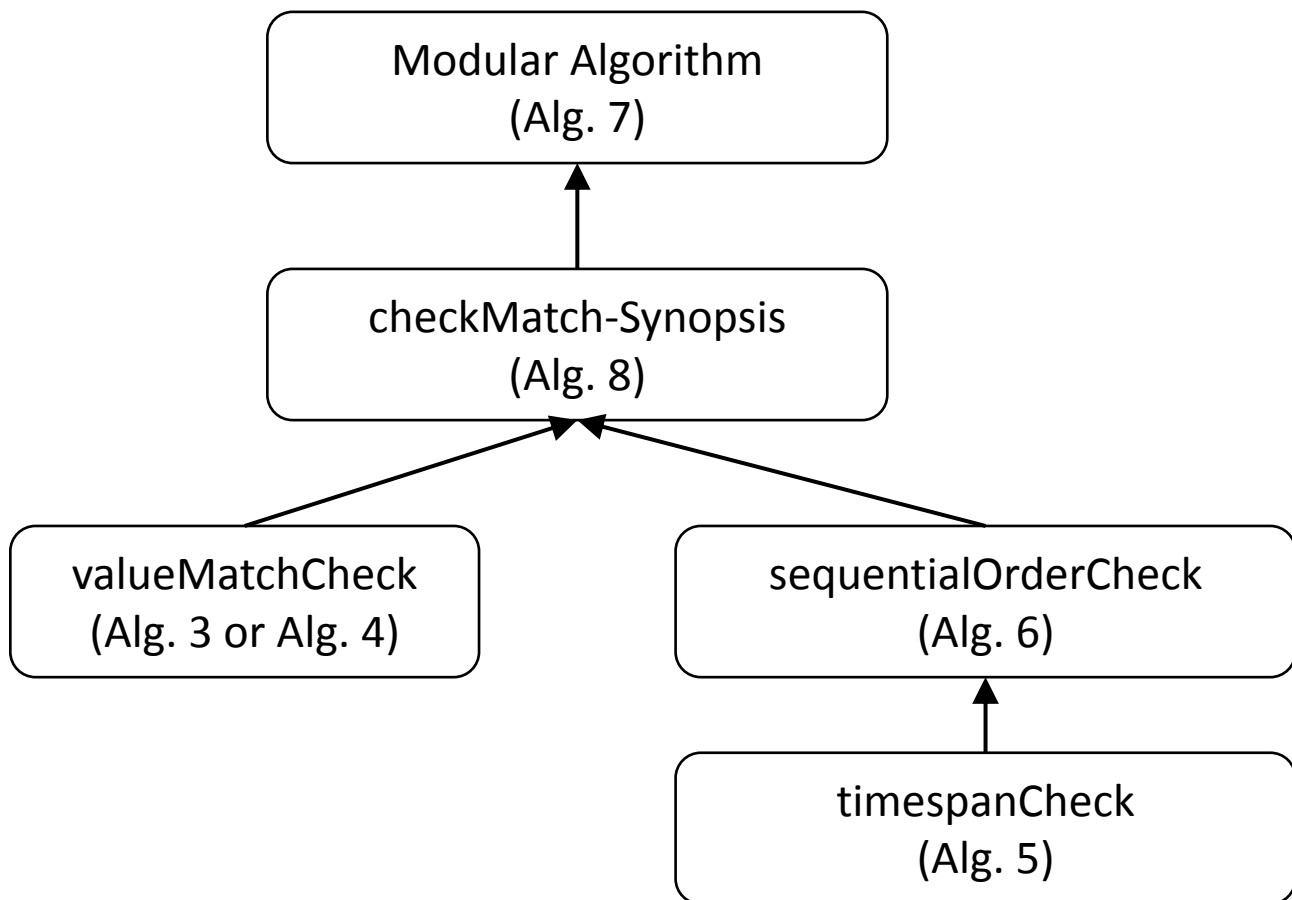 Modular Algorithm
(Alg. 7)
checkMatch-Synopsis
(Alg. 8)
valueMatchCheck
(Alg. 3 or Alg. 4)
sequentialOrderCheck
(Alg. 6)
timespanCheck
(Alg. 5)